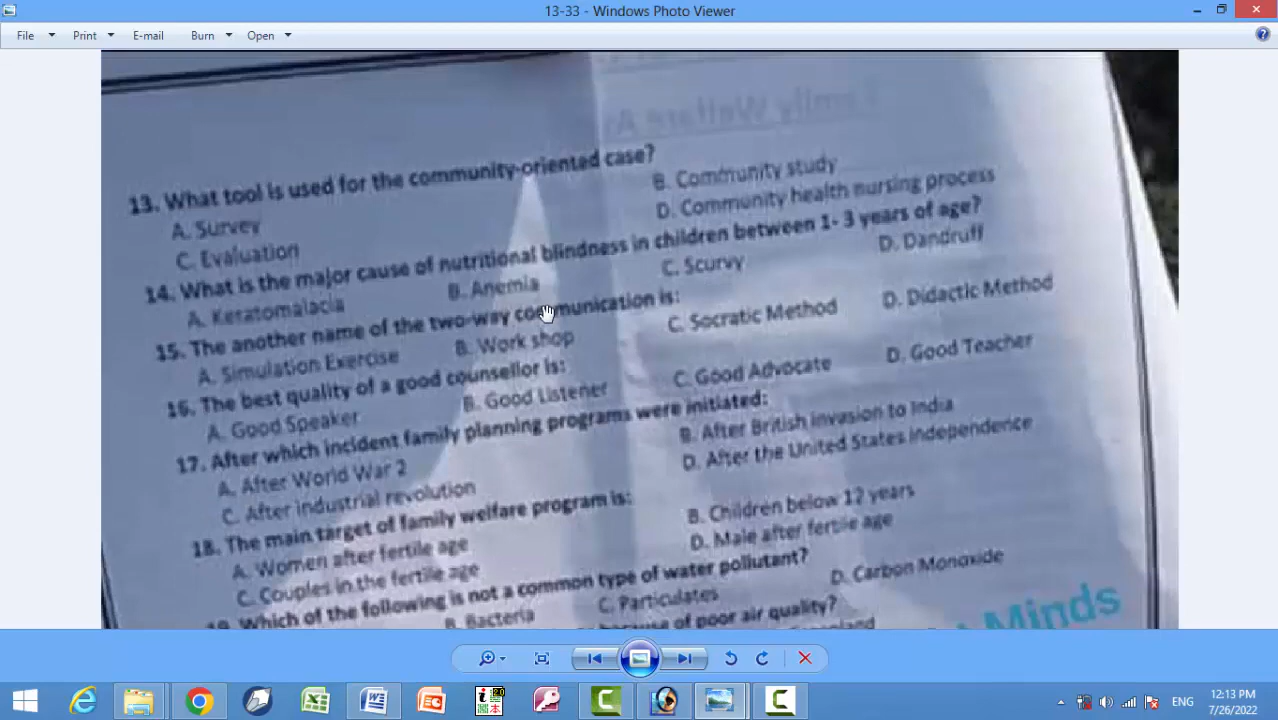 13-33 - Windows Photo Viewer
File Print E-mail Burn Open
13. What tool is used for the community-oriented case?
A. Survey B. Community study
C. Evaluation D. Community health nursing process
14. What is the major cause of nutritional blindness in children between 1- 3 years of age?
A. Keratomalacia B. Anemia C. Scurvy D. Dandruff
15. The another name of the two-way communication is:
A. Simulation Exercise B. Work shop C. Socratic Method D. Didactic Method
16. The best quality of a good counsellor is:
A. Good Speaker B. Good Listener C. Good Advocate D. Good Teacher
17. After which incident family planning programs were initiated:
A. After World War 2 B. After British invasion to India
C. After industrial revolution D. After the United States independence
18. The main target of family welfare program is:
A. Women after fertile age B. Children below 12 years
C. Couples in the fertile age D. Male after fertile age
19. Which of the following is not a common type of water pollutant?
B. Bacteria C. Particulates D. Carbon Monoxide
because of poor air quality?
Minds
ENG
12:13 PM
7/26/2022